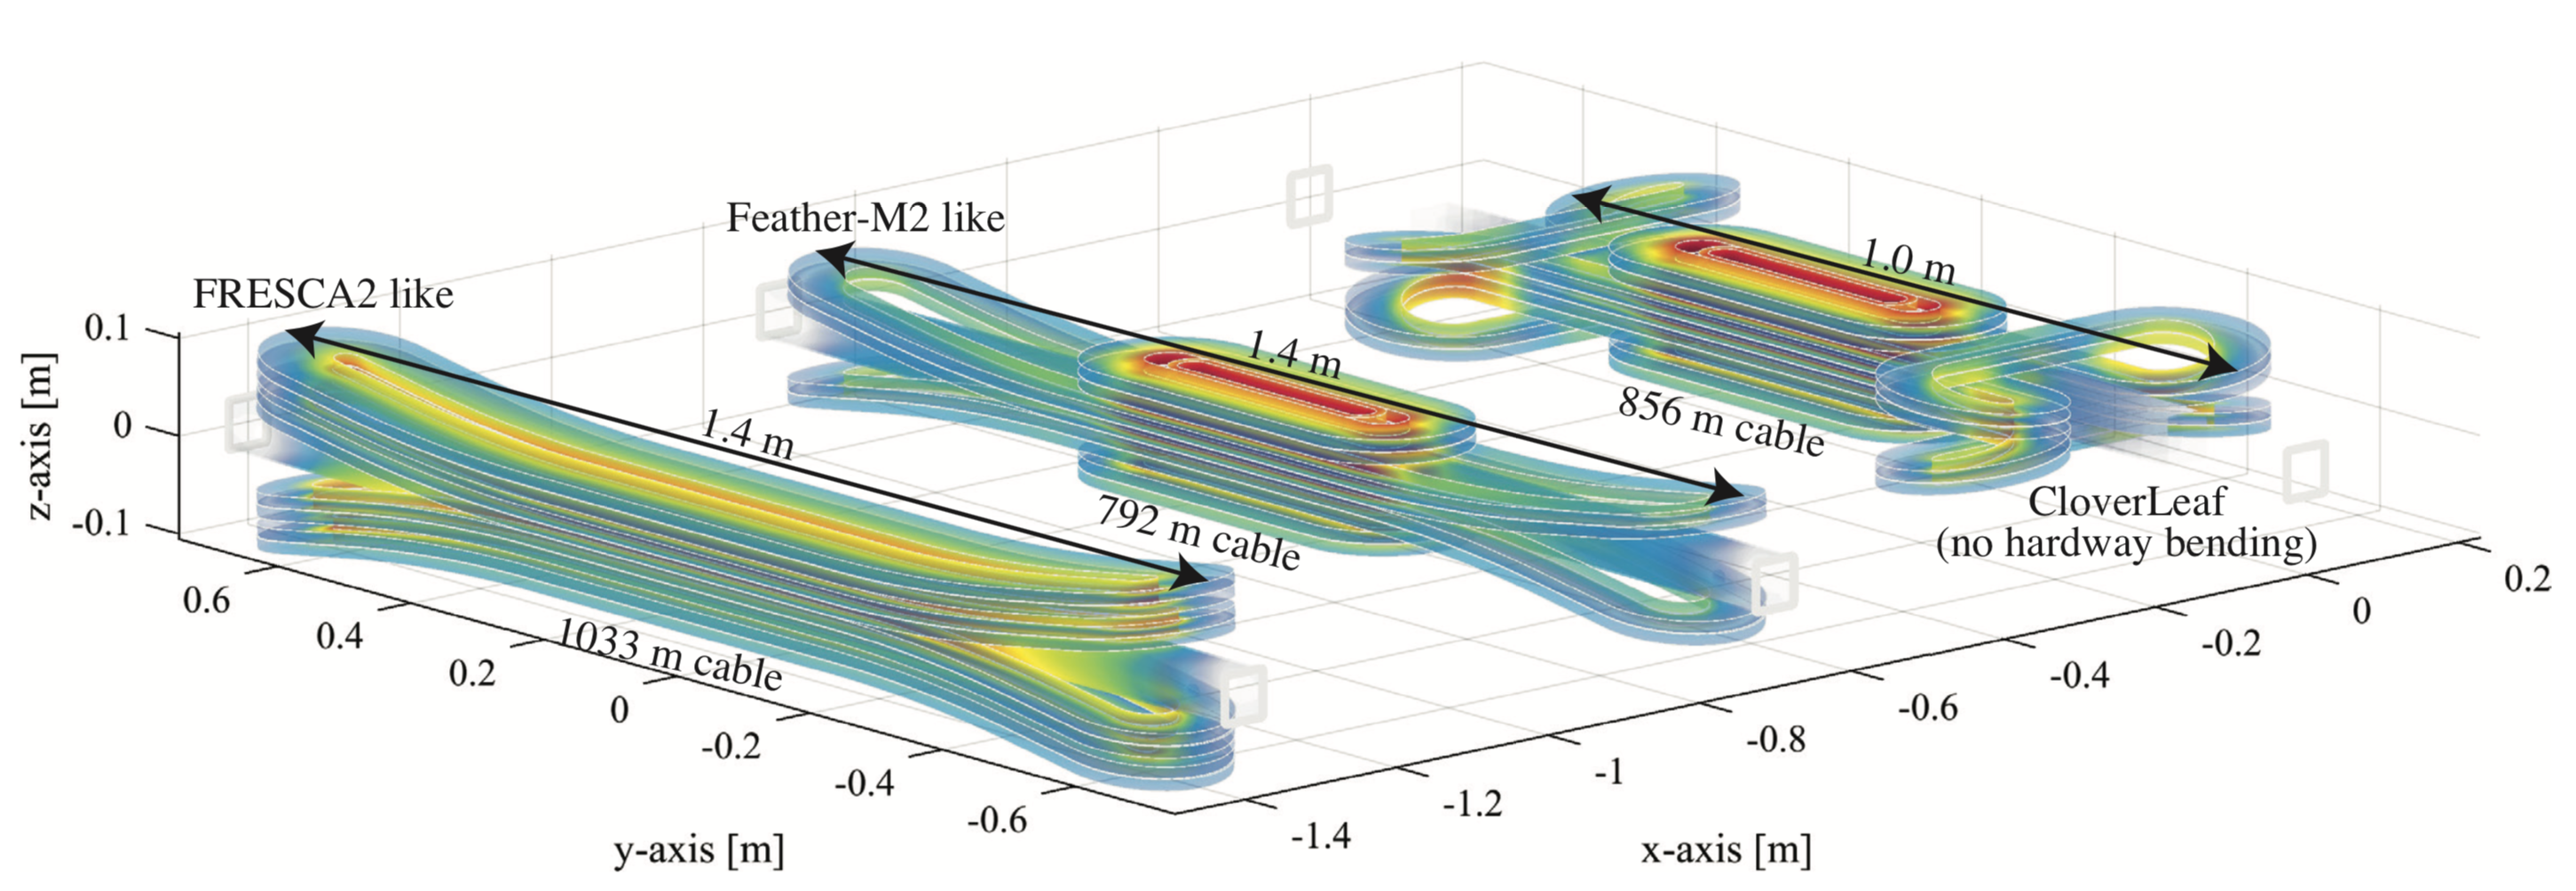 Feather-M2 like
FRESCA2 like
1.0 m
1.4 m
1.4 m
856 m cable
792 m cable
1033 m cable
CloverLeaf
(no hardway bending)
z-axis [m]
0.1
0
-0.1
0.6
0.4
0.2
0
-0.2
-0.4
-0.6
y-axis [m]
-1.4
-1.2
-1
-0.8
-0.6
-0.4
-0.2
0
0.2
x-axis [m]